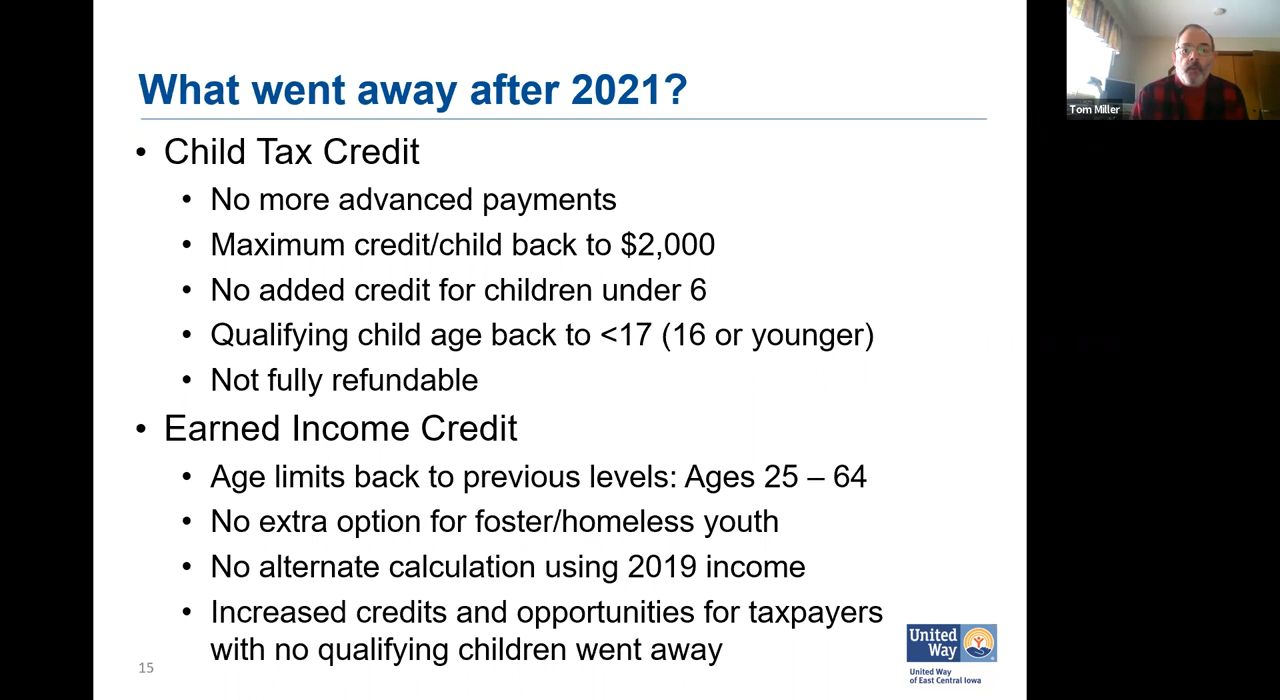 What went away after 2021?
• Child Tax Credit
• No more advanced payments
• Maximum credit/child back to $2,000
• No added credit for children under 6
• Qualifying child age back to <17 (16 or younger)
• Not fully refundable
• Earned Income Credit
• Age limits back to previous levels: Ages 25 – 64
• No extra option for foster/homeless youth
• No alternate calculation using 2019 income
• Increased credits and opportunities for taxpayers
with no qualifying children went away
15
United
Way
United Way
of East Central Iowa
Tom Miller